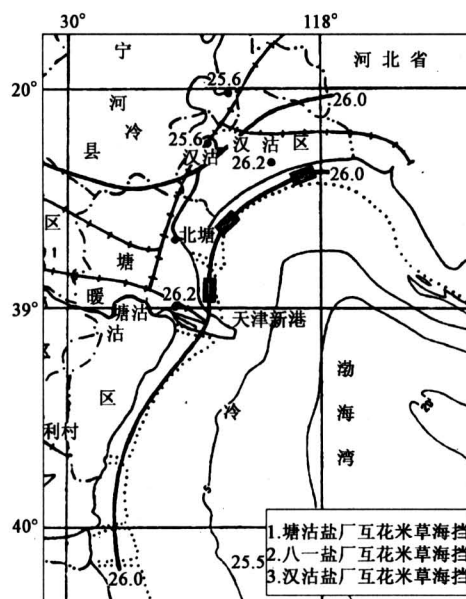 30° 118°
宁 河北省
20° 25.6
河 26.0
冷
25.6 汉沽区
县 汉沽 26.2
26.0
区 北塘
塘
暖 26.2
39° 塘沽 天津新港
沽
渤
区 海
冷
利村 湾
5
40° 1.塘沽盐厂互花米草海挡
2.八一盐厂互花米草海挡
25.5 3.汉沽盐厂互花米草海挡
26.0